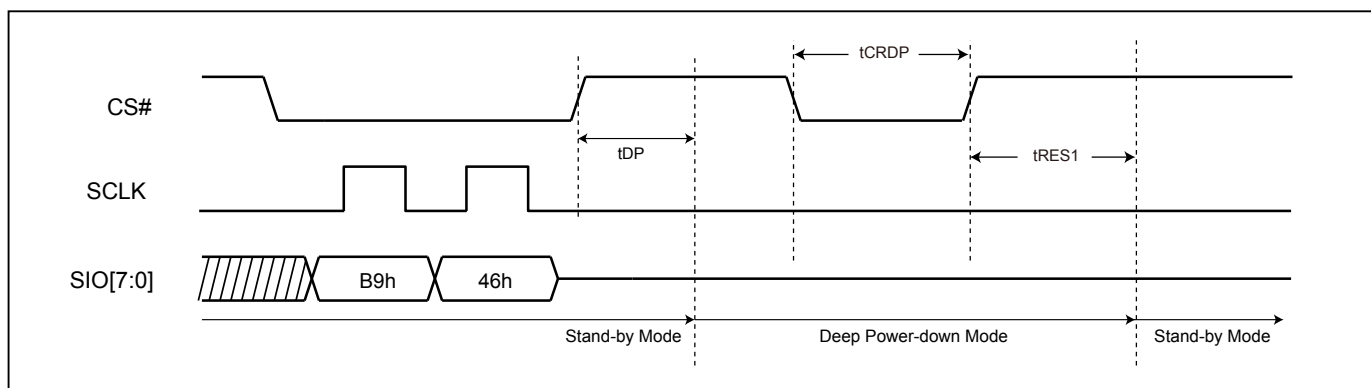 tCRDP
CS#
tDP
tRES1
SCLK
SIO[7:0]
B9h
46h
Stand-by Mode
Deep Power-down Mode
Stand-by Mode